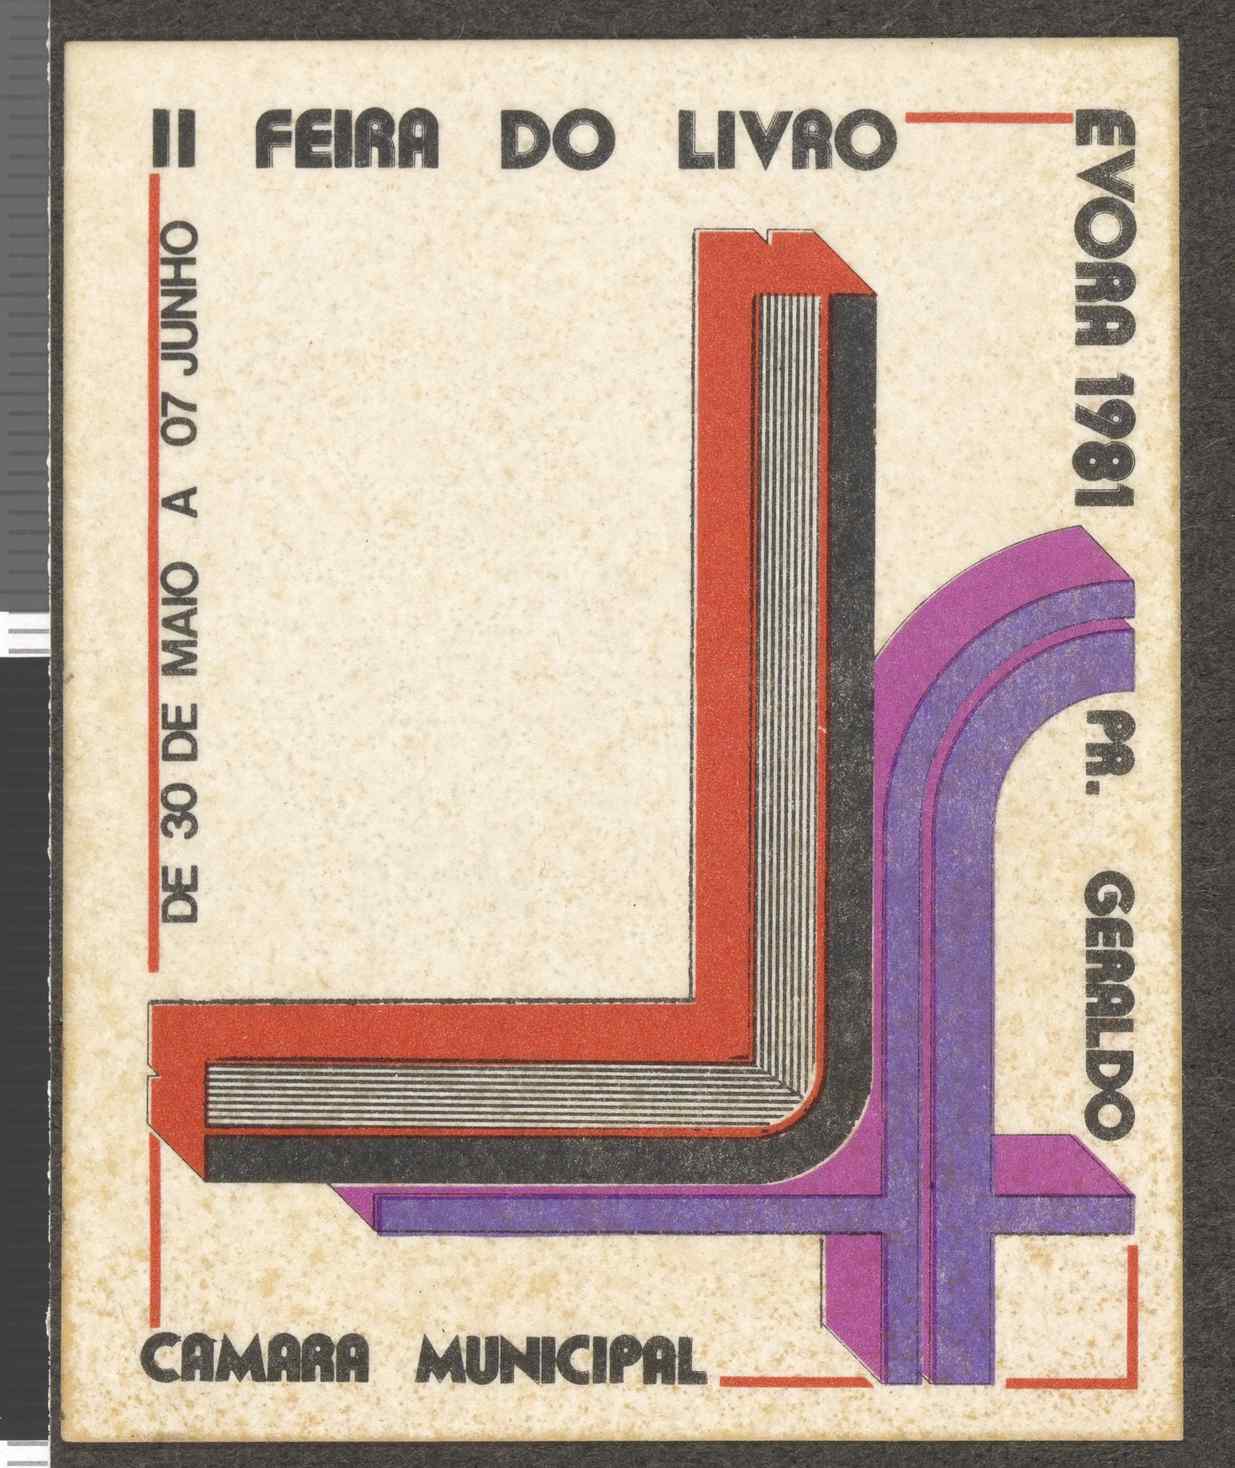 II FEIRA DO LIVRO
EVORA 1981
PR. GERALDO
DE 30 DE MAIO A 07 JUNHO
CAMARA MUNICIPAL